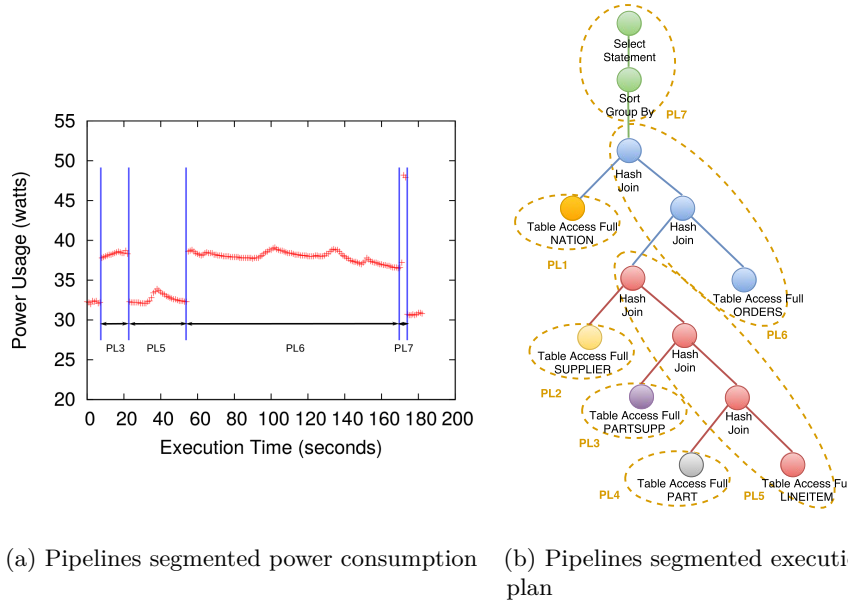 55
50
45
40
35
30
25
20
Power Usage (watts)
PL3
PL5
PL6
PL7
0 20 40 60 80 100 120 140 160 180 200
Execution Time (seconds)
(a) Pipelines segmented power consumption
Select
Statement
Sort
Group By
PL7
Hash
Join
Table Access Full
NATION
PL1
Hash
Join
Hash
Join
Table Access Full
ORDERS
PL6
Table Access Full
SUPPLIER
PL2
Hash
Join
Table Access Full
PARTSUPP
PL3
Hash
Join
Table Access Full
PART
PL4
PL5
Table Access Fu
LINEITEM
(b) Pipelines segmented executi
plan